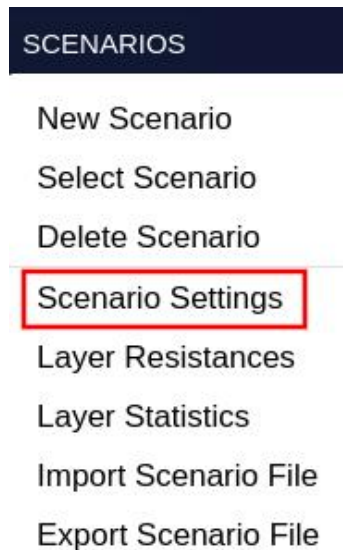 SCENARIOS
New Scenario
Select Scenario
Delete Scenario
Scenario Settings
Layer Resistances
Layer Statistics
Import Scenario File
Export Scenario File